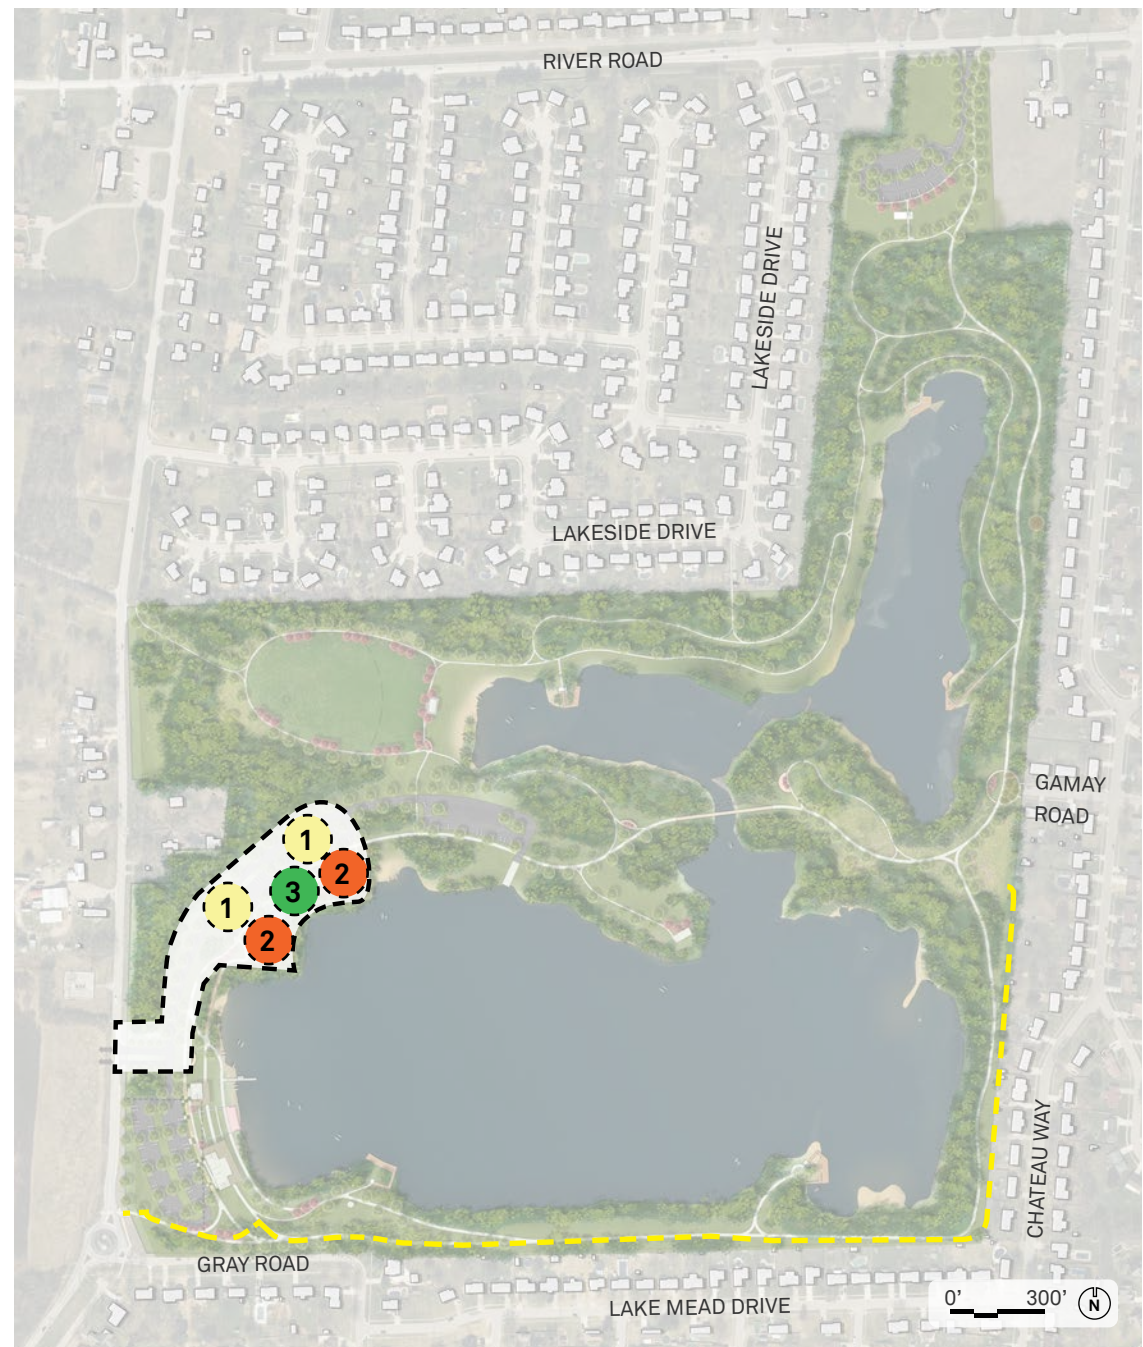 RIVER ROAD
LAKESIDE DRIVE
LAKESIDE DRIVE
GAMAY
ROAD
1
2
3
1
2
CHATEAU WAY
GRAY ROAD
LAKE MEAD DRIVE
0' 300'
N